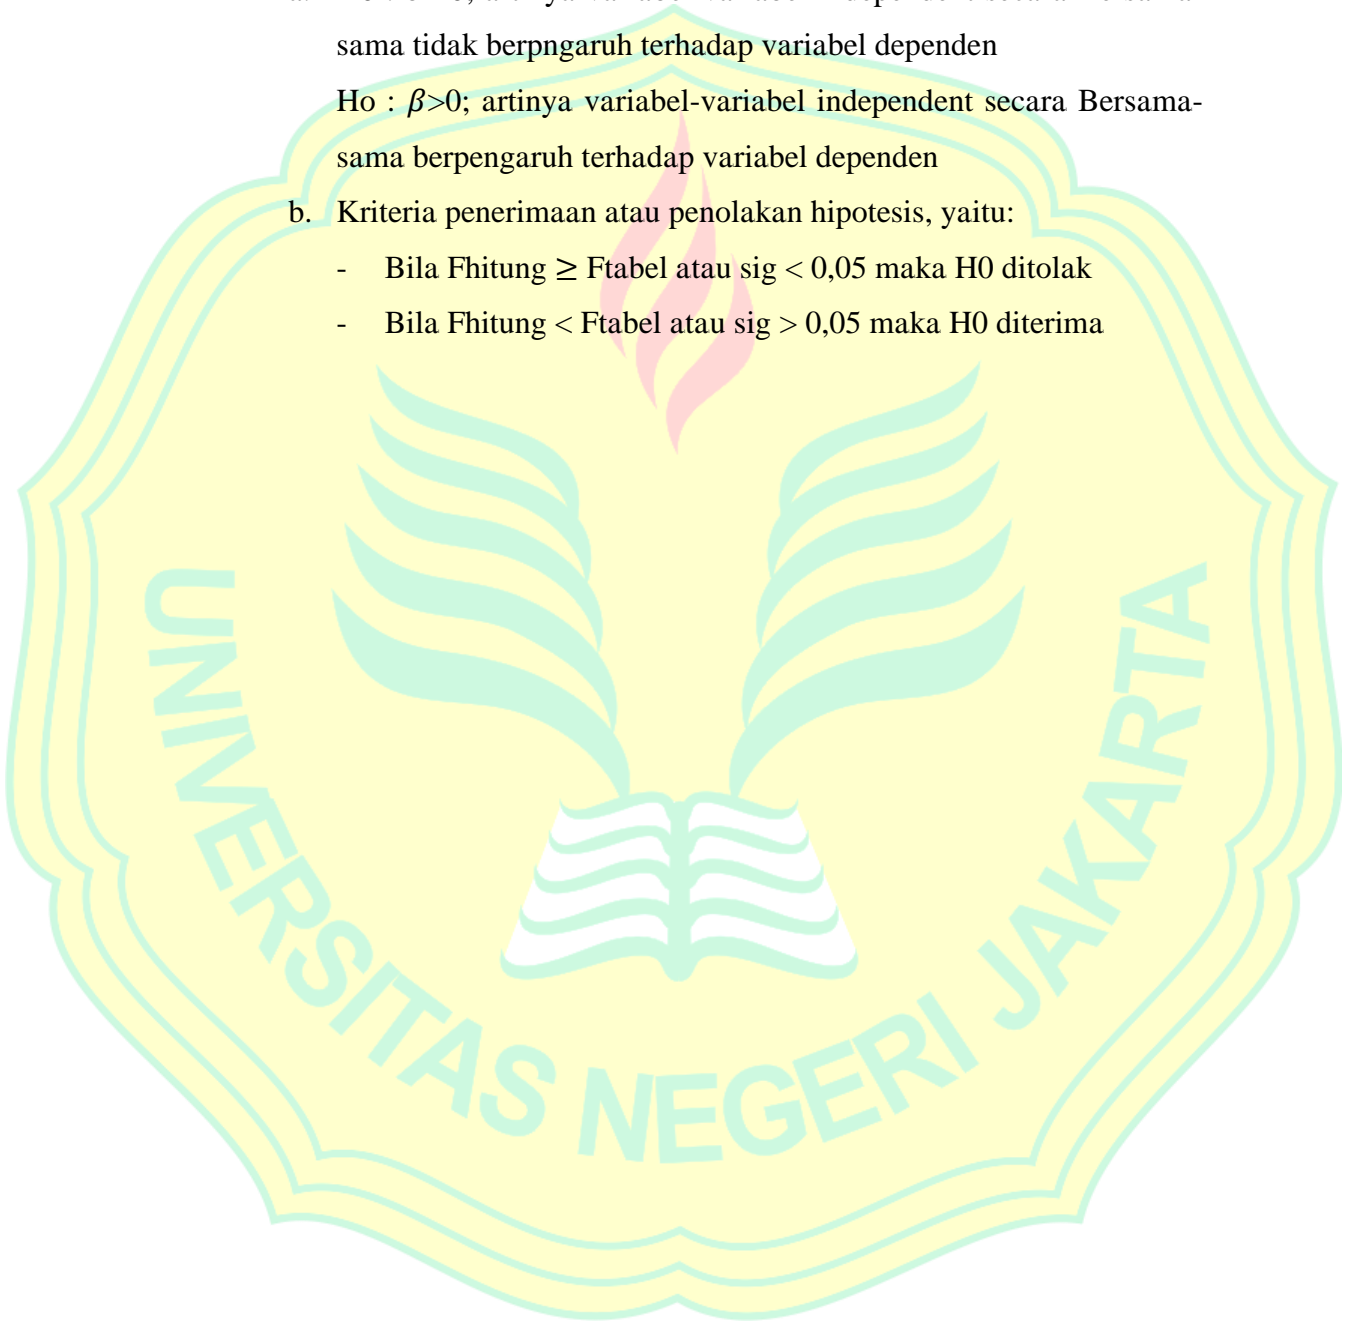 sama tidak berpngaruh terhadap variabel dependen
Ho : 𝛽>0; artinya variabel-variabel independent secara Bersama-
sama berpengaruh terhadap variabel dependen
b. Kriteria penerimaan atau penolakan hipotesis, yaitu:
- Bila Fhitung ≥ Ftabel atau sig < 0,05 maka H0 ditolak
- Bila Fhitung < Ftabel atau sig > 0,05 maka H0 diterima
UNIVERSITAS NEGERI JAKARTA